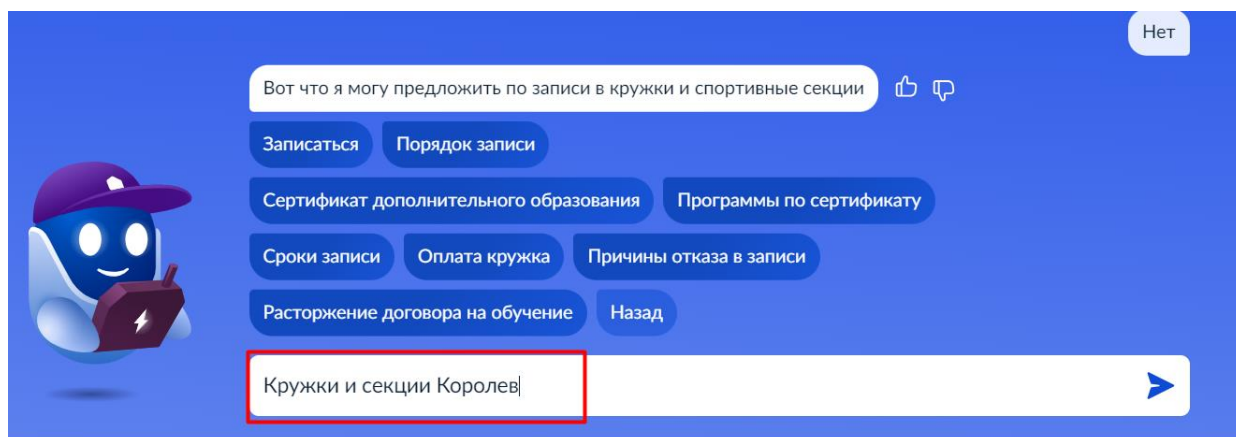 Нет
Вот что я могу предложить по записи в кружки и спортивные секции
Записаться Порядок записи
Сертификат дополнительного образования Программы по сертификату
Сроки записи Оплата кружка Причины отказа в записи
Расторжение договора на обучение Назад
Кружки и секции Королев